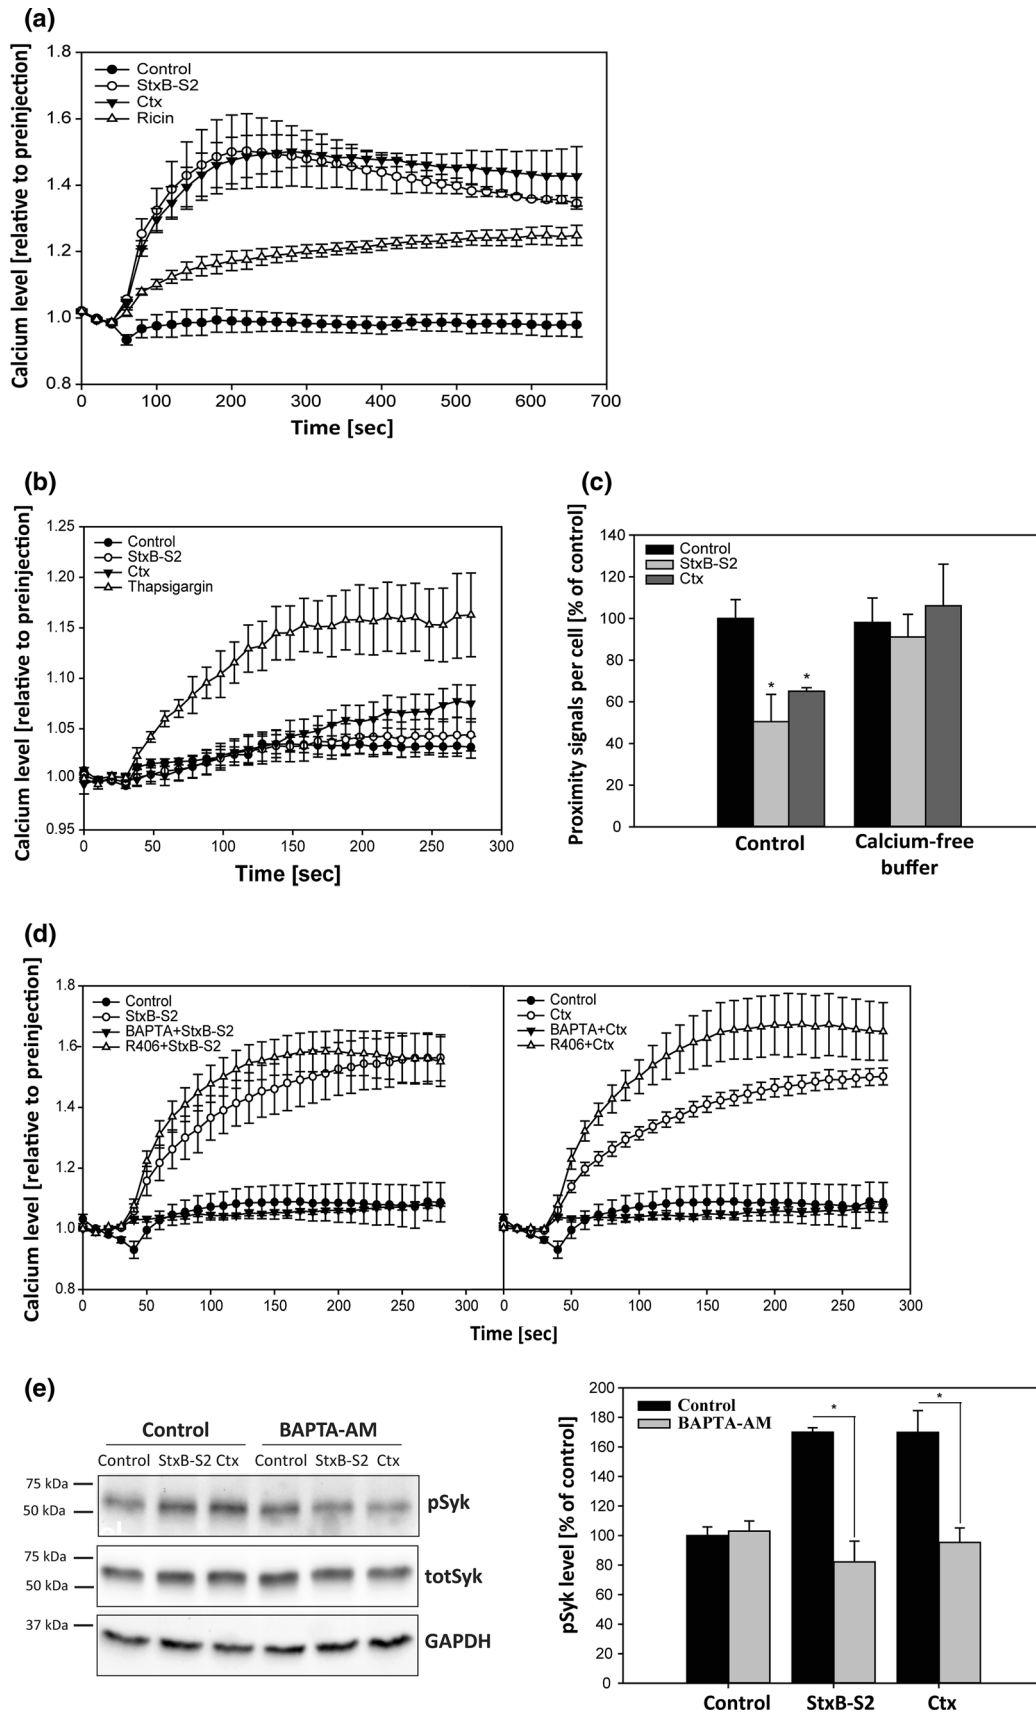 (a)
Calcium level [relative to preinjection]
1.8
1.6
1.4
1.2
1.0
0.8
Control
StxB-S2
Ctx
Ricin
0 100 200 300 400 500 600 700
Time [sec]
(b)
Calcium level [relative to preinjection]
1.25
1.20
1.15
1.10
1.05
1.00
0.95
Control
StxB-S2
Ctx
Thapsigargin
0 50 100 150 200 250 300
Time [sec]
(c)
Proximity signals per cell [% of control]
140
120
100
80
60
40
20
0
Control
StxB-S2
Ctx
* *
Control Calcium-free
buffer
(d)
Calcium level [relative to preinjection]
1.8
1.6
1.4
1.2
1.0
0.8
Control
StxB-S2
BAPTA+StxB-S2
R406+StxB-S2
Control
Ctx
BAPTA+Ctx
R406+Ctx
0 50 100 150 200 250 300 0 50 100 150 200 250 300
Time [sec]
(e)
Control BAPTA-AM
Control StxB-S2 Ctx Control StxB-S2 Ctx
75 kDa
50 kDa
pSyk
75 kDa
50 kDa
totSyk
37 kDa
GAPDH
pSyk level [% of control]
200
180
160
140
120
100
80
60
40
20
0
Control
BAPTA-AM
* *
Control StxB-S2 Ctx